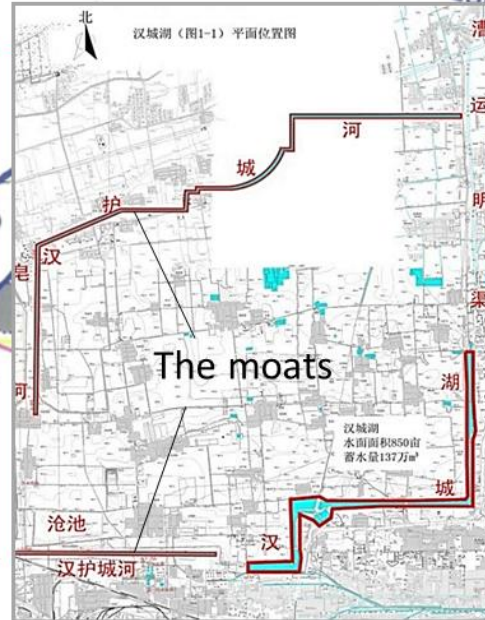 北
汉城湖（图1-1）平面位置图
漕
运
明
渠
汉
护
城
河
皂
河
The moats
湖
城
汉
汉城湖
水面面积850亩
蓄水量137万m³
沧池
汉护城河